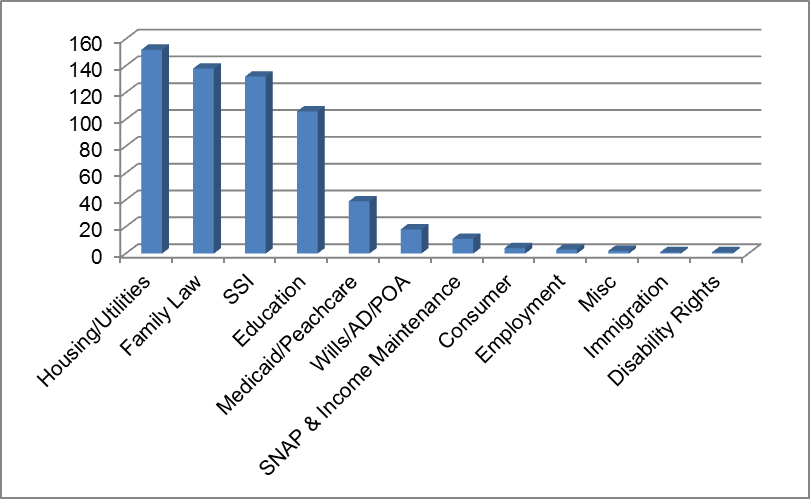 160
140
120
100
80
60
40
20
0
Housing/Utilities
Family Law
SSI
Education
Medicaid/Peachcare
Wills/AD/POA
SNAP & Income Maintenance
Consumer
Employment
Misc
Immigration
Disability Rights